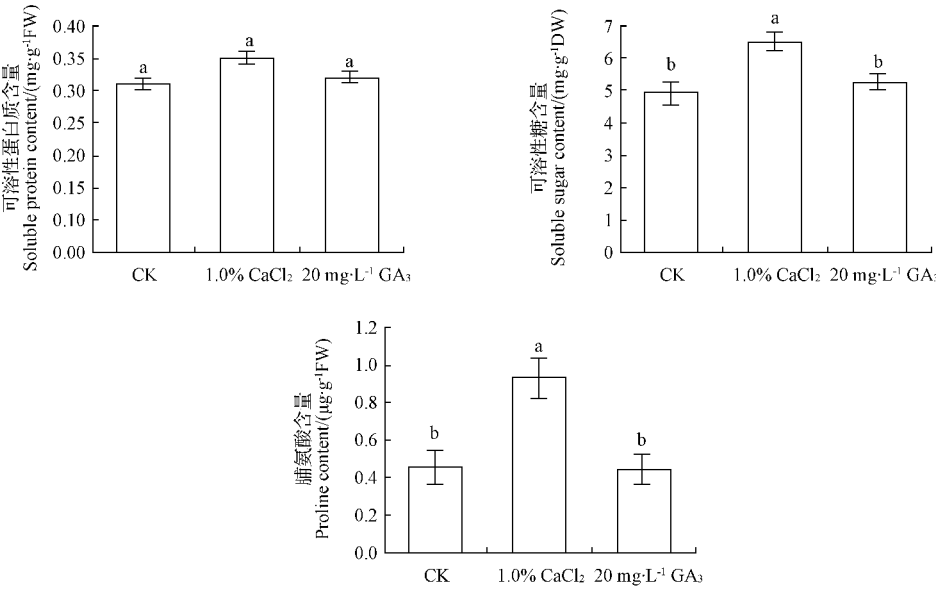 可溶性蛋白质含量
Soluble protein content/(mg·g⁻¹FW)
0.40
0.35
0.30
0.25
0.20
0.15
0.10
0.00
a
a
a
CK
1.0% CaCl₂
20 mg·L⁻¹ GA₃
可溶性糖含量
Soluble sugar content/(mg·g⁻¹DW)
7
6
5
4
3
2
1
0
b
a
b
CK
1.0% CaCl₂
20 mg·L⁻¹ GA₃
脯氨酸含量
Proline content/(μg·g⁻¹FW)
1.2
1.0
0.8
0.6
0.4
0.2
0.0
b
a
b
CK
1.0% CaCl₂
20 mg·L⁻¹ GA₃